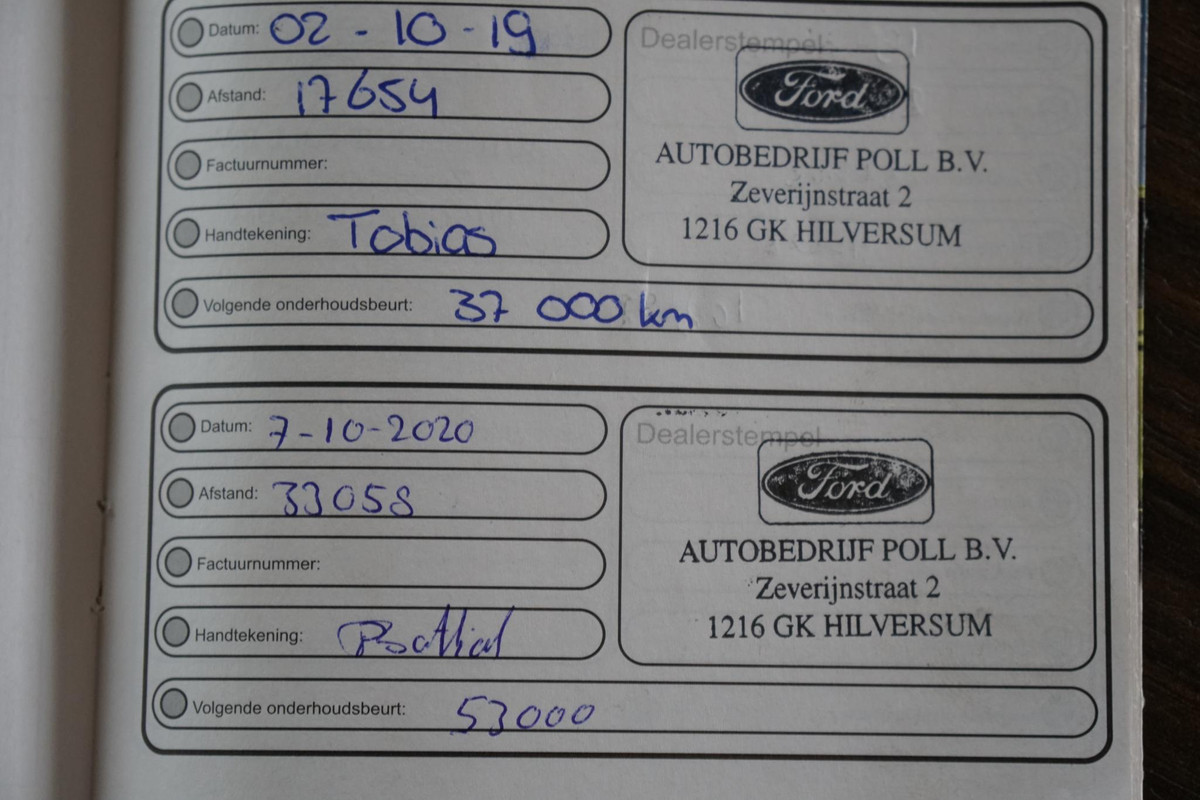 Datum: 02-10-19
Afstand: 17654
Factuurnummer:
Handtekening: Tobias
Volgende onderhoudsbeurt: 37 000 km
Dealerstempel
Ford
AUTOBEDRIJF POLL B.V.
Zeverijnstraat 2
1216 GK HILVERSUM
Datum: 7-10-2020
Afstand: 33058
Factuurnummer:
Handtekening:
Volgende onderhoudsbeurt: 53000
Dealerstempel
Ford
AUTOBEDRIJF POLL B.V.
Zeverijnstraat 2
1216 GK HILVERSUM